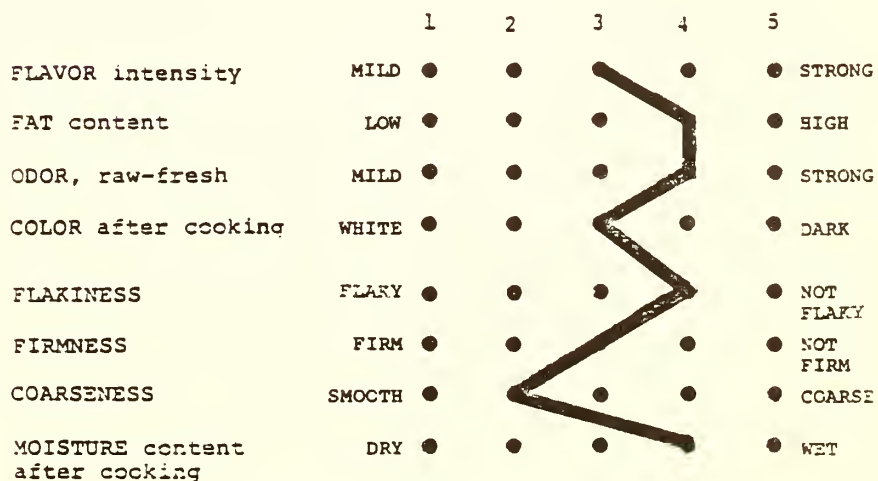 1 2 3 4 5
FLAVOR intensity MILD STRONG
FAT content LOW HIGH
ODOR, raw-fresh MILD STRONG
COLOR after cooking WHITE DARK
FLAKINESS FLAKY NOT
FLAKY
FIRMNESS FIRM NOT
FIRM
COARSENESS SMOOTH COARSE
MOISTURE content DRY WET
after cooking